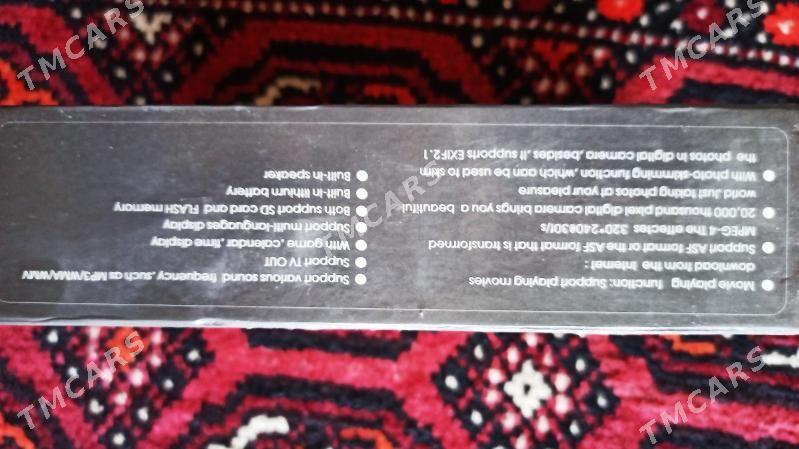 Movie playing function: Support playing movies
download from the Internet !
Support ASF format or the ASF format that is transformed
MPEG-4 The effect es 320*240@30f/s
20,000 thousand pixel digital camera brings you a beautiful
world Just taking photos at your pleasure
With photo-skimming function, which can be used to skim
the photos in digital camera, besides, it ,supports EXIF2.1
Support various sound frequency, such as MP3/WMA/WMV
Support TV OUT
With game ,colendar , time display
Support multi-languages display
Both support SD card and FLASH memory
Built-in lithium battery
Built-in speaker
TMCARS
TMCARS
TMCARS
TMCARS
TMCARS